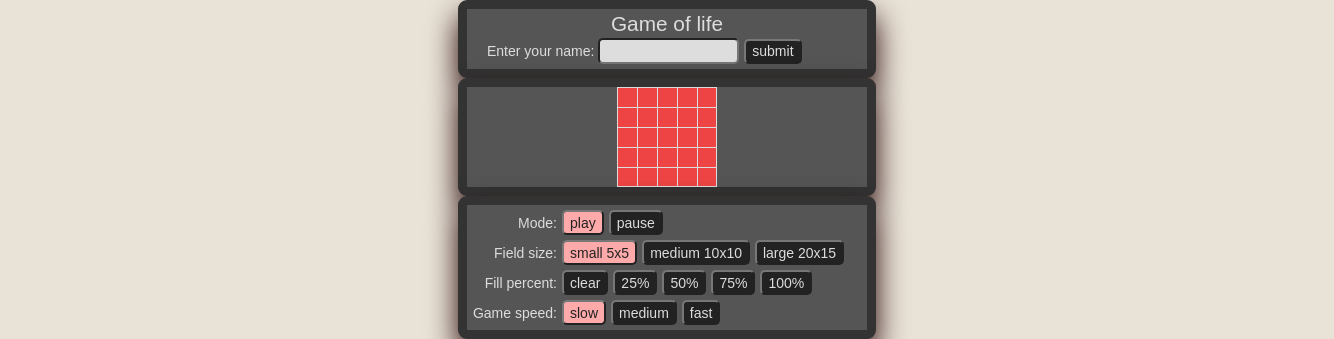 Game of life
Enter your name: submit
Mode: play pause
Field size: small 5x5 medium 10x10 large 20x15
Fill percent: clear 25% 50% 75% 100%
Game speed: slow medium fast